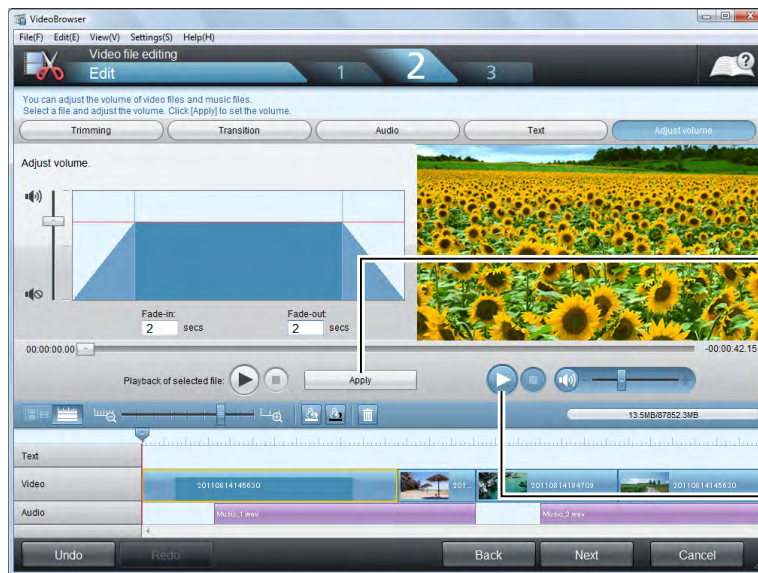 VideoBrowser
File(F) Edit(E) View(V) Settings(S) Help(H)
Video file editing
Edit
1 2 3
You can adjust the volume of video files and music files.
Select a file and adjust the volume. Click [Apply] to set the volume.
Trimming Transition Audio Text Adjust volume
Adjust volume.
Fade-in: Fade-out:
2 secs 2 secs
00:00:00.00 -00:00:42.15
Playback of selected file: Apply
13.5MB/87852.3MB
Text
Video 20110814145630 201... 20110814184709 20110814145630
Audio Music_1.wav Music_2.wav
Undo Redo Back Next Cancel